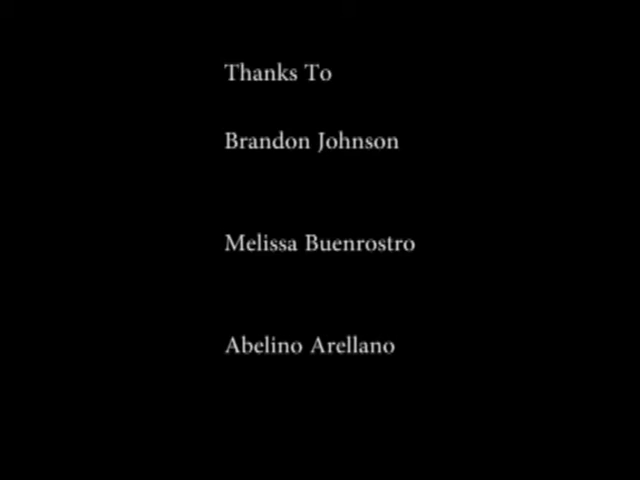 Thanks To
Brandon Johnson
Melissa Buenrostro
Abelino Arellano